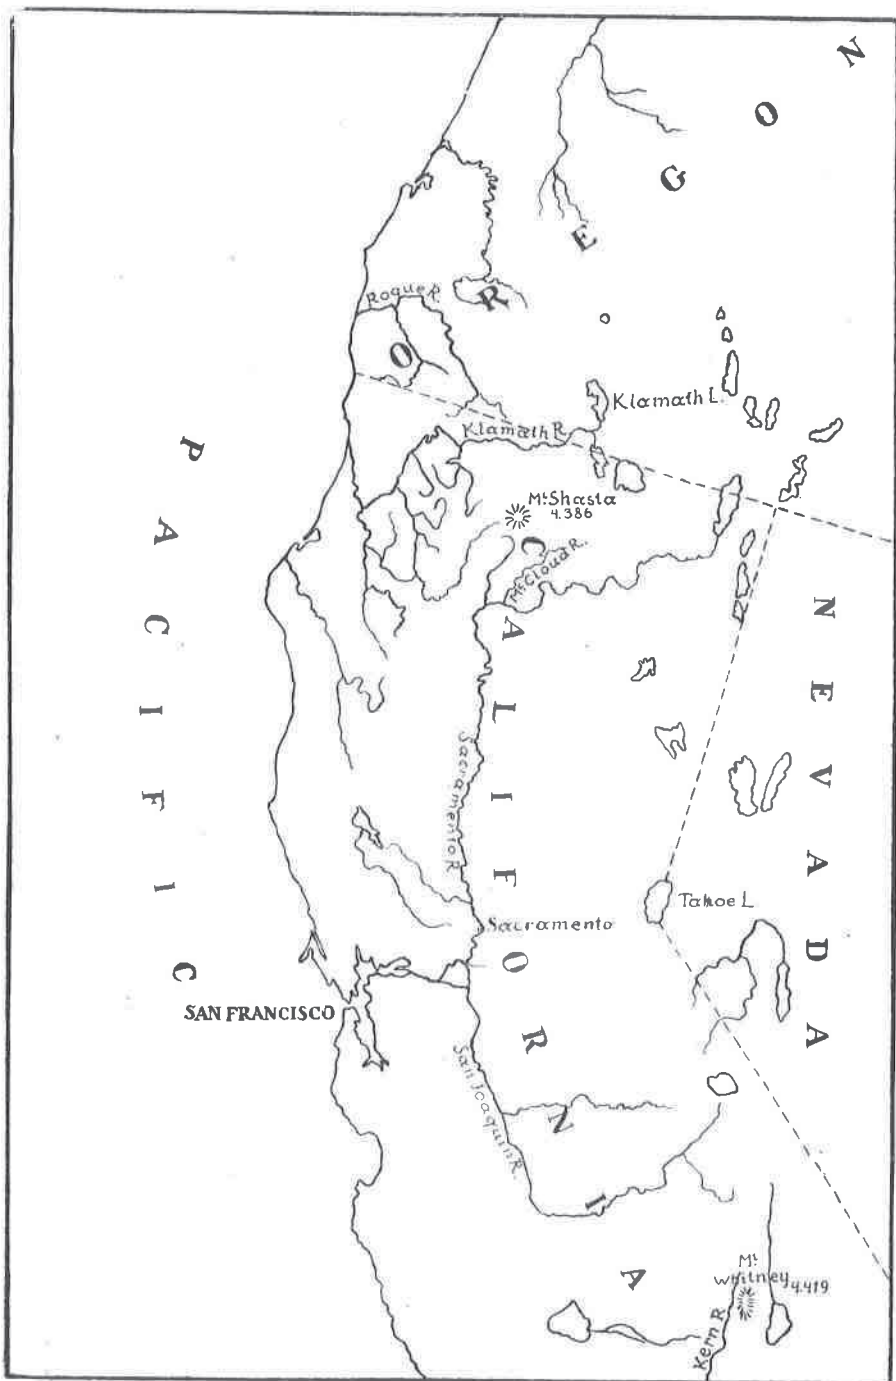 OREGON
Rogue R.
Klamath L.
Klamath R.
Mt. Shasta
4.386
McCloud R.
PACIFIC
CALIFORNIA
NEVADA
Sacramento R.
Tahoe L
Sacramento
SAN FRANCISCO
San Joaquin R.
Mt
Whitney 4.419
Kern R.